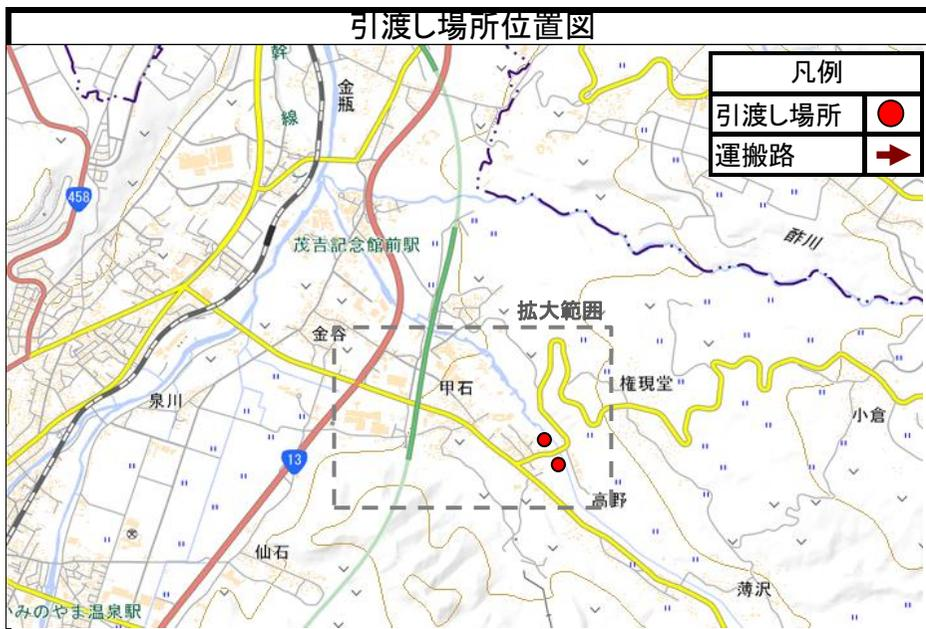 引渡し場所位置図
凡例
引渡し場所
運搬路
幹
線
金瓶
458
茂吉記念館前駅
酢川
拡大範囲
金谷
甲石
権現堂
小倉
泉川
13
高野
仙石
薄沢
みのやま温泉駅